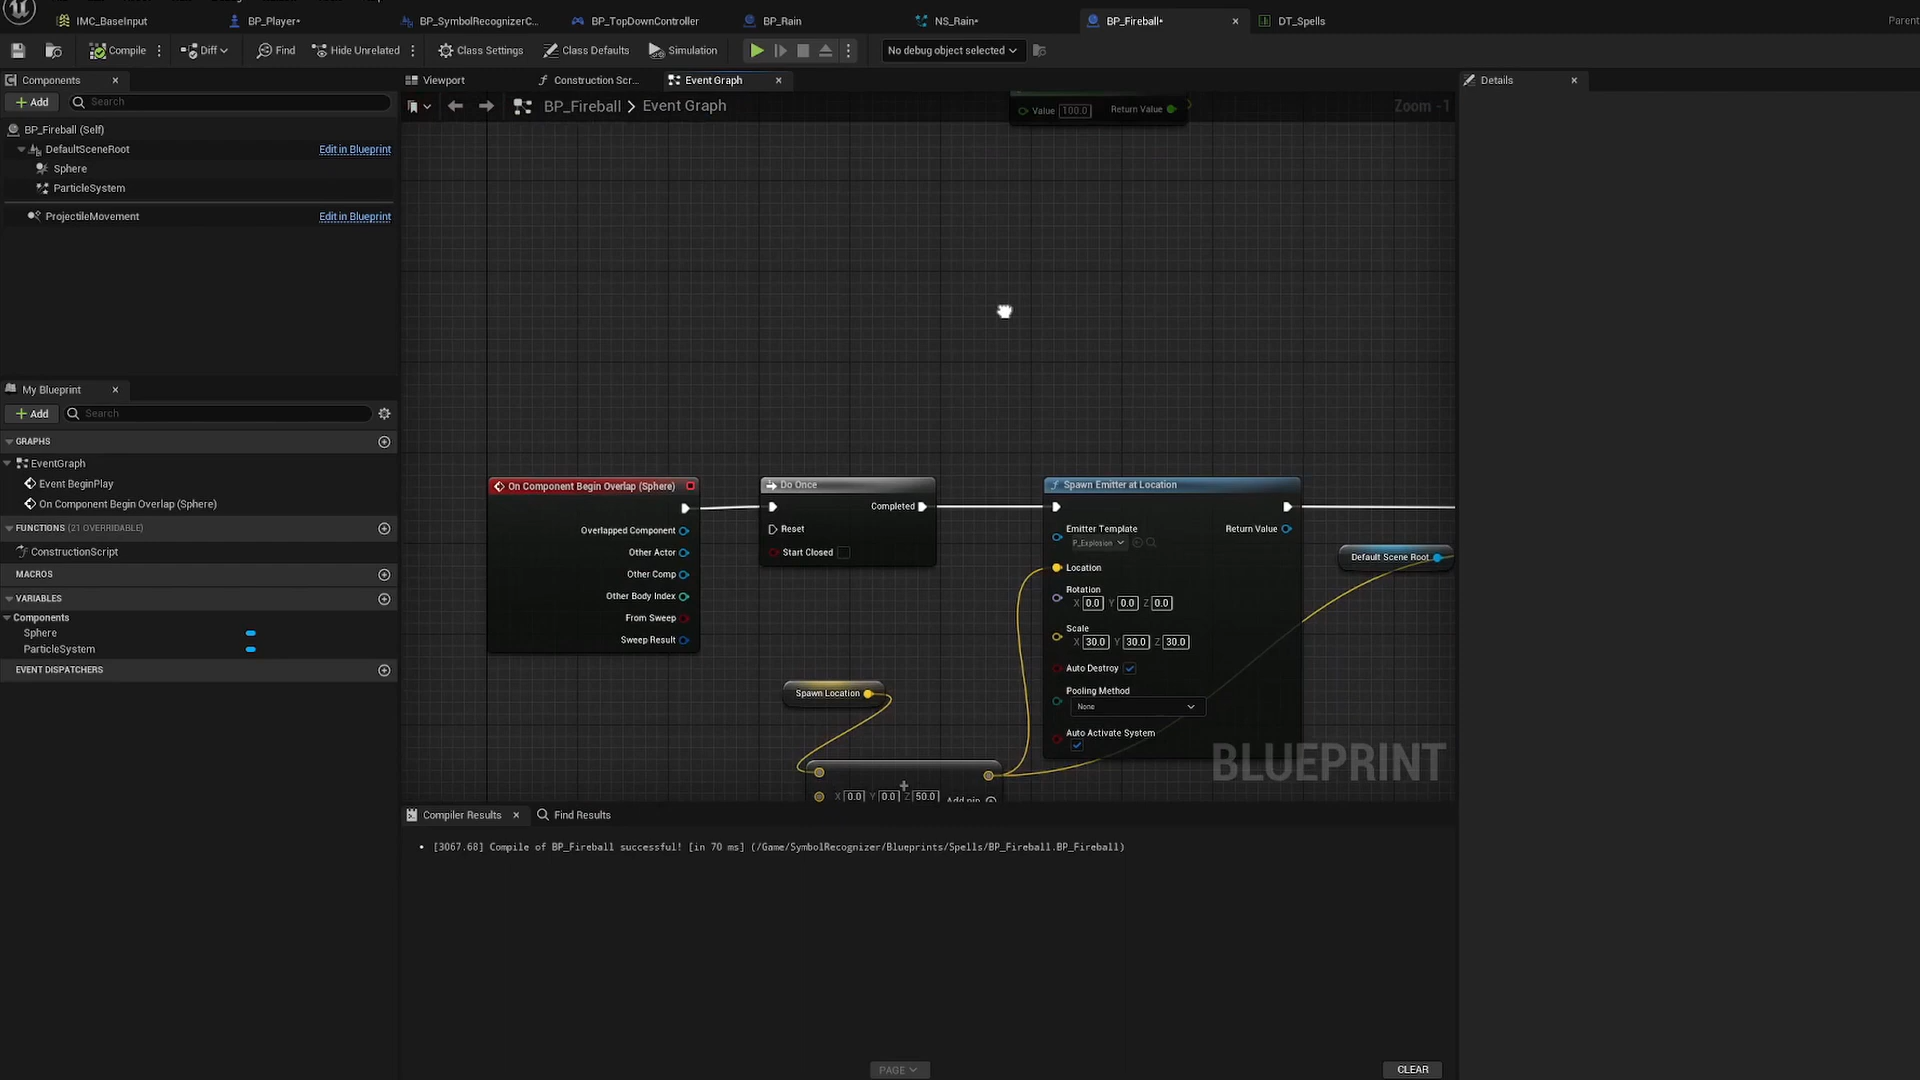 IMC_BaseInput
BP_Player•
BP_SymbolRecognizerC...
BP_TopDownController
BP_Rain
NS_Rain•
BP_Fireball•
DT_Spells
Parent
Compile
Diff
Find
Hide Unrelated
Class Settings
Class Defaults
Simulation
No debug object selected
Components
Viewport
Construction Scr...
Event Graph
Details
Add
Search
BP_Fireball > Event Graph
Zoom -1
Value 100.0 Return Value
BP_Fireball (Self)
DefaultSceneRoot
Edit in Blueprint
Sphere
ParticleSystem
ProjectileMovement
Edit in Blueprint
My Blueprint
Add
Search
GRAPHS
EventGraph
Event BeginPlay
On Component Begin Overlap (Sphere)
FUNCTIONS (21 OVERRIDABLE)
ConstructionScript
MACROS
VARIABLES
Components
Sphere
ParticleSystem
EVENT DISPATCHERS
On Component Begin Overlap (Sphere)
Overlapped Component
Other Actor
Other Comp
Other Body Index
From Sweep
Sweep Result
Do Once
Completed
Reset
Start Closed
Spawn Location
X 0.0 Y 0.0 Z 50.0
Add pin
Spawn Emitter at Location
Emitter Template
P_Explosion
Return Value
Location
Rotation
X 0.0 Y 0.0 Z 0.0
Scale
X 30.0 Y 30.0 Z 30.0
Auto Destroy
Pooling Method
None
Auto Activate System
Default Scene Root
BLUEPRINT
Compiler Results
Find Results
• [3067.68] Compile of BP_Fireball successful! [in 70 ms] (/Game/SymbolRecognizer/Blueprints/Spells/BP_Fireball.BP_Fireball)
PAGE
CLEAR